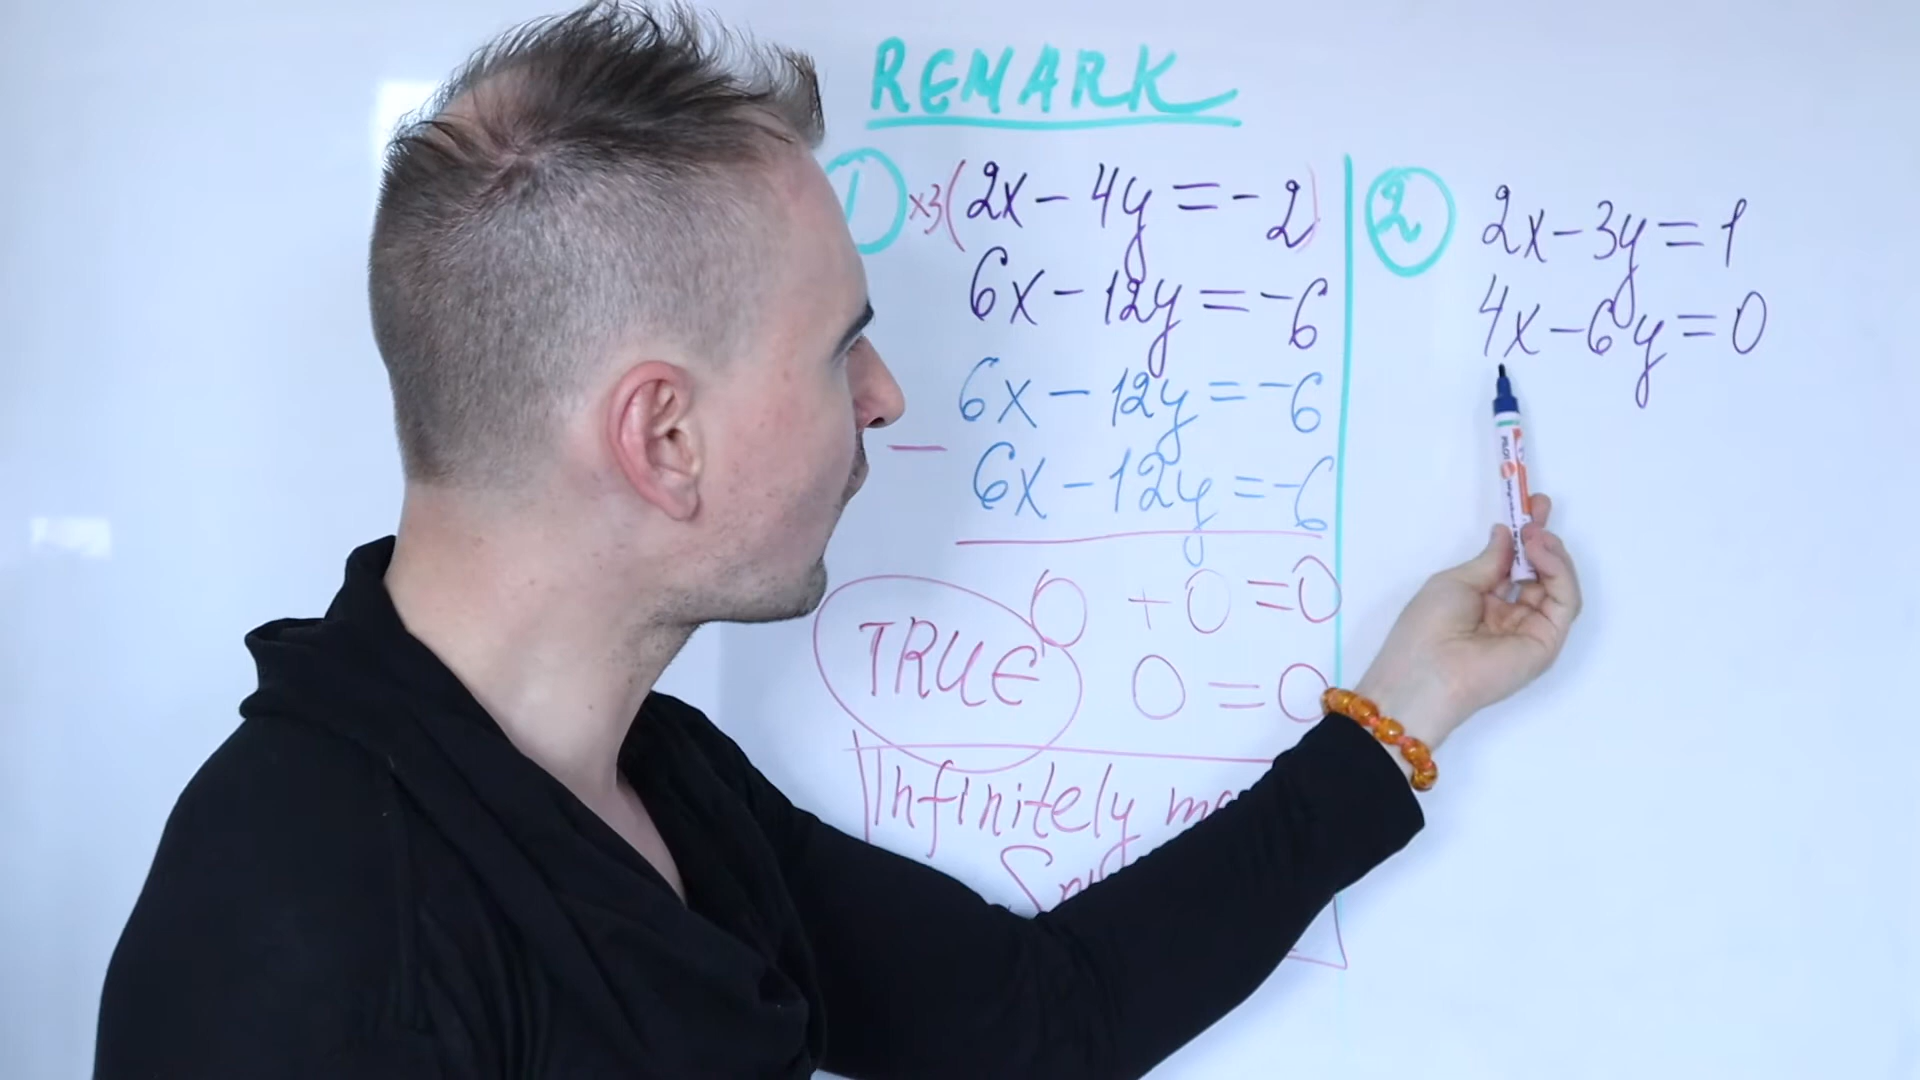 REMARK
1 ×3(2x - 4y = -2)
6x - 12y = -6
6x - 12y = -6
- 6x - 12y = -6
0 + 0 = 0
TRUE 0 = 0
Infinitely
2 2x - 3y = 1
4x - 6y = 0
PILOT